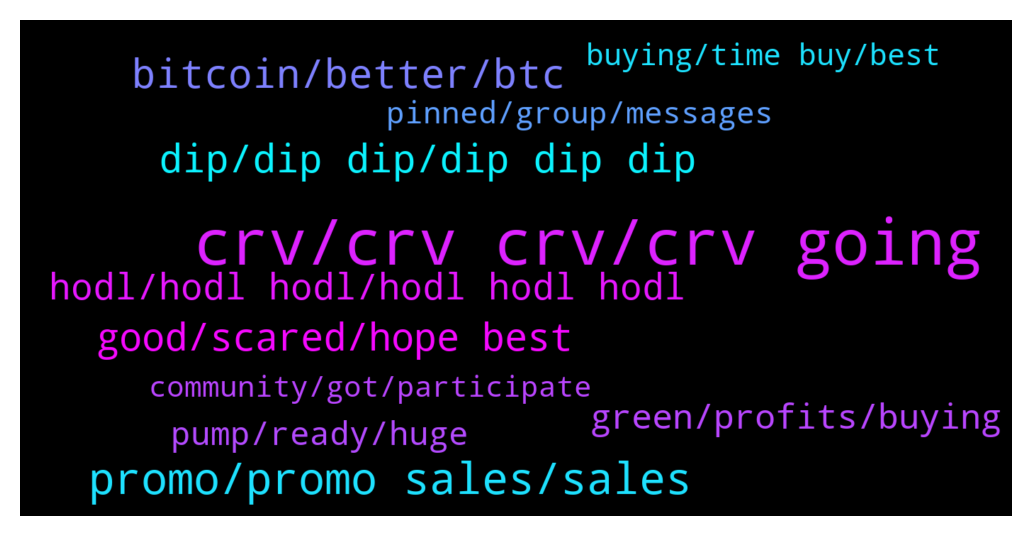 buying/time buy/best
bitcoin/better/btc
pinned/group/messages
dip/dip dip/dip dip dip
crv/crv crv/crv going
hodl/hodl hodl/hodl hodl hodl
good/scared/hope best
community/got/participate
green/profits/buying
pump/ready/huge
promo/promo sales/sales